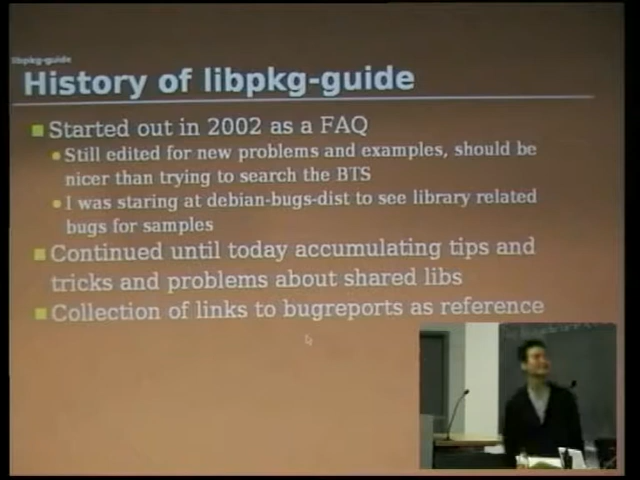 libpkg-guide
History of libpkg-guide
Started out in 2002 as a FAQ
Still edited for new problems and examples, should be
nicer than trying to search the BTS
I was staring at debian-bugs-dist to see library related
bugs for samples
Continued until today accumulating tips and
tricks and problems about shared libs
Collection of links to bugreports as reference